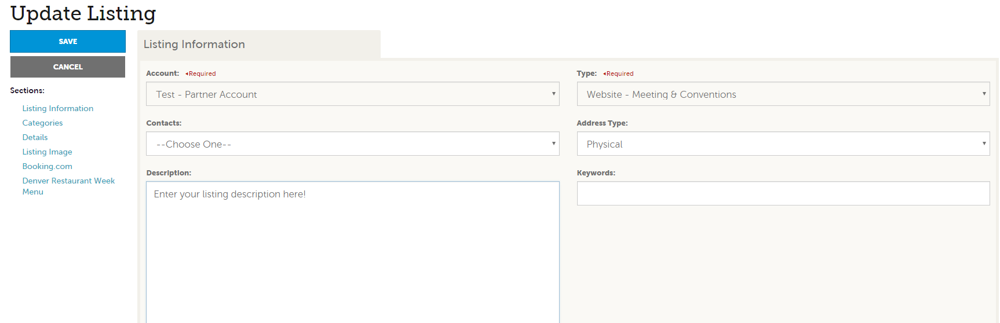 Update Listing
SAVE
CANCEL
Sections:
Listing Information
Categories
Details
Listing Image
Booking.com
Denver Restaurant Week
Menu
Listing Information
Account: Required
Test - Partner Account
Type: Required
Website - Meeting & Conventions
Contacts:
--Choose One--
Address Type:
Physical
Description:
Enter your listing description here!
Keywords: